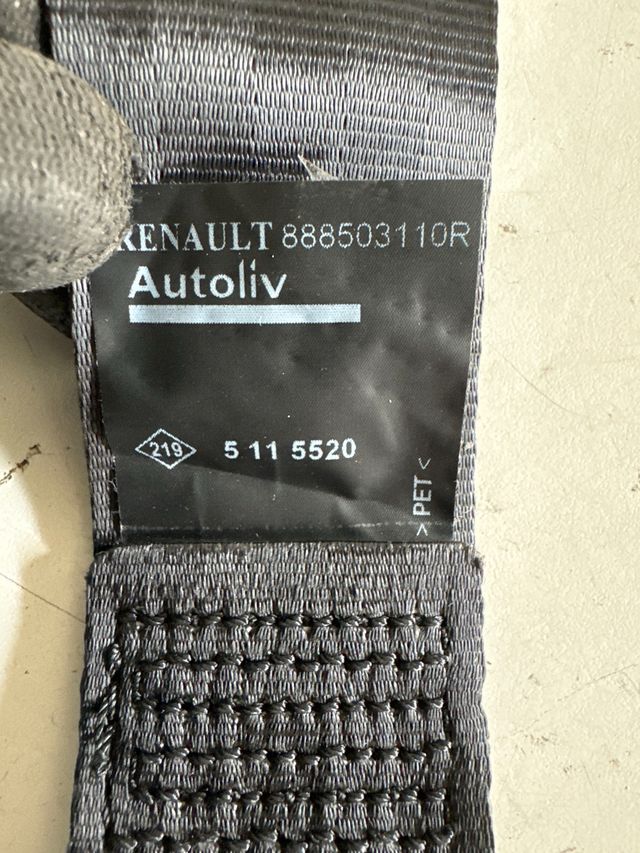 RENAULT 888503110R
Autoliv
219 5 11 5520
>PET<